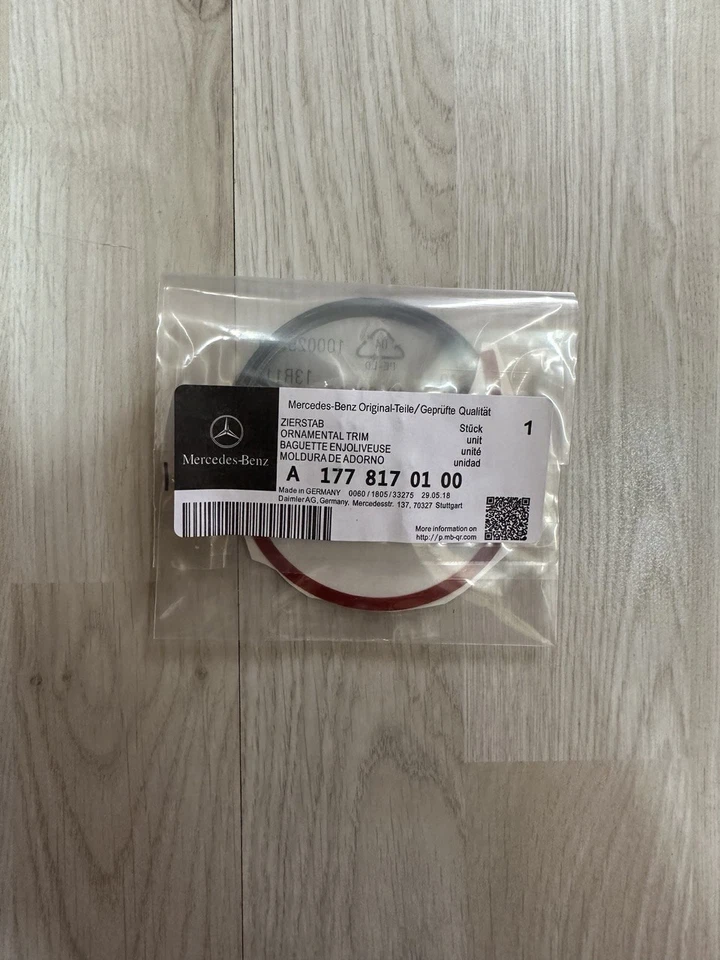 Mercedes-Benz
Mercedes-Benz Original-Teile/Geprüfte Qualität
ZIERSTAB Stück 1
ORNAMENTAL TRIM unit
BAGUETTE ENJOLIVEUSE unité
MOLDURA DE ADORNO unidad
A 177 817 01 00
Made in GERMANY 0060/1805/33275 29.05.18
DaimlerAG, Germany, Mercedesstr. 137, 70327 Stuttgart
More information on
http://p.mb-qr.com
04